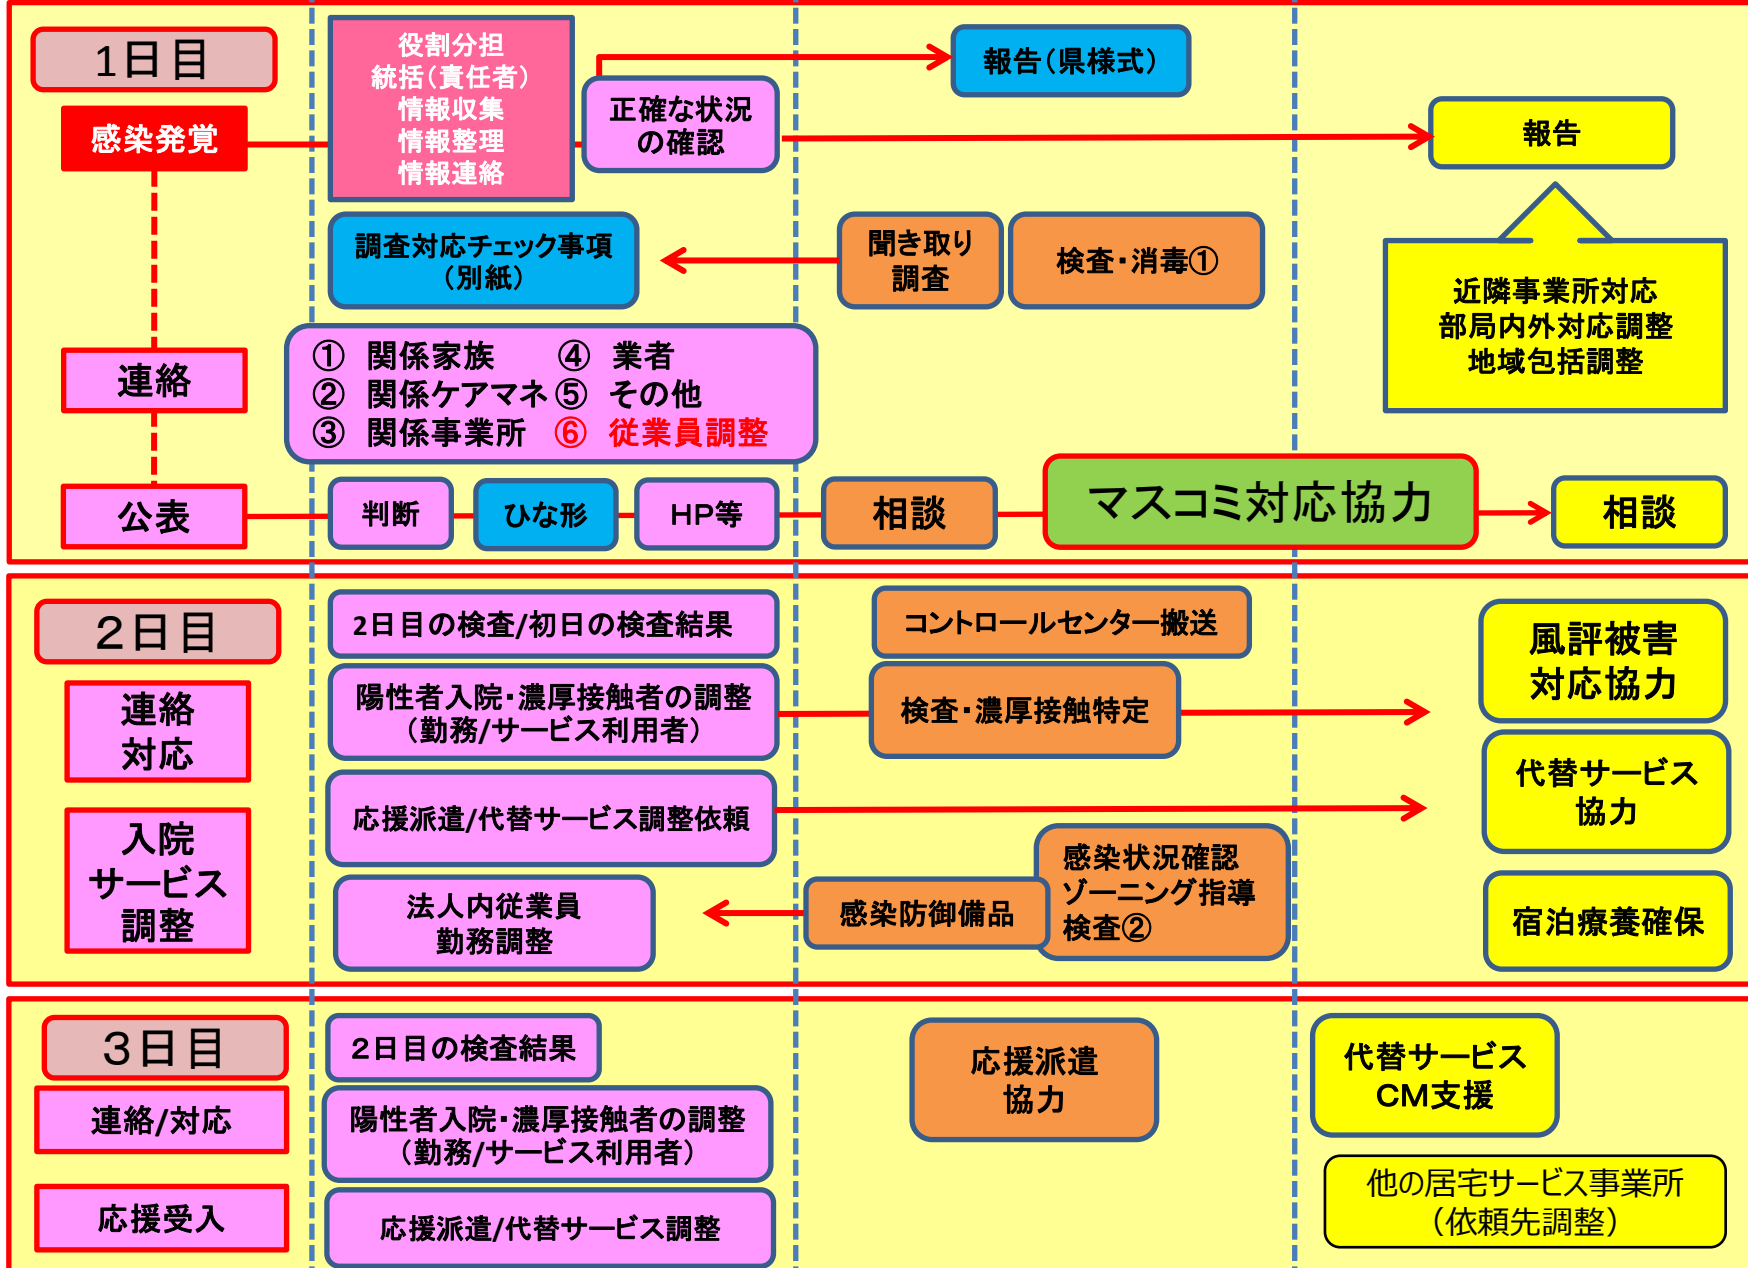 1日目
感染発覚
役割分担
統括(責任者)
情報収集
情報整理
情報連絡
正確な状況
の確認
報告(県様式)
報告
調査対応チェック事項
(別紙)
聞き取り
調査
検査・消毒①
近隣事業所対応
部局内外対応調整
地域包括調整
連絡
① 関係家族 ④ 業者
② 関係ケアマネ ⑤ その他
③ 関係事業所 ⑥ 従業員調整
公表
判断
ひな形
HP等
相談
マスコミ対応協力
相談
2日目
2日目の検査/初日の検査結果
コントロールセンター搬送
風評被害
対応協力
連絡
対応
陽性者入院・濃厚接触者の調整
(勤務/サービス利用者)
検査・濃厚接触特定
代替サービス
協力
入院
サービス
調整
応援派遣/代替サービス調整依頼
感染状況確認
ゾーニング指導
検査②
法人内従業員
勤務調整
感染防御備品
宿泊療養確保
3日目
2日目の検査結果
応援派遣
協力
代替サービス
CM支援
連絡/対応
陽性者入院・濃厚接触者の調整
(勤務/サービス利用者)
応援受入
応援派遣/代替サービス調整
他の居宅サービス事業所
(依頼先調整)